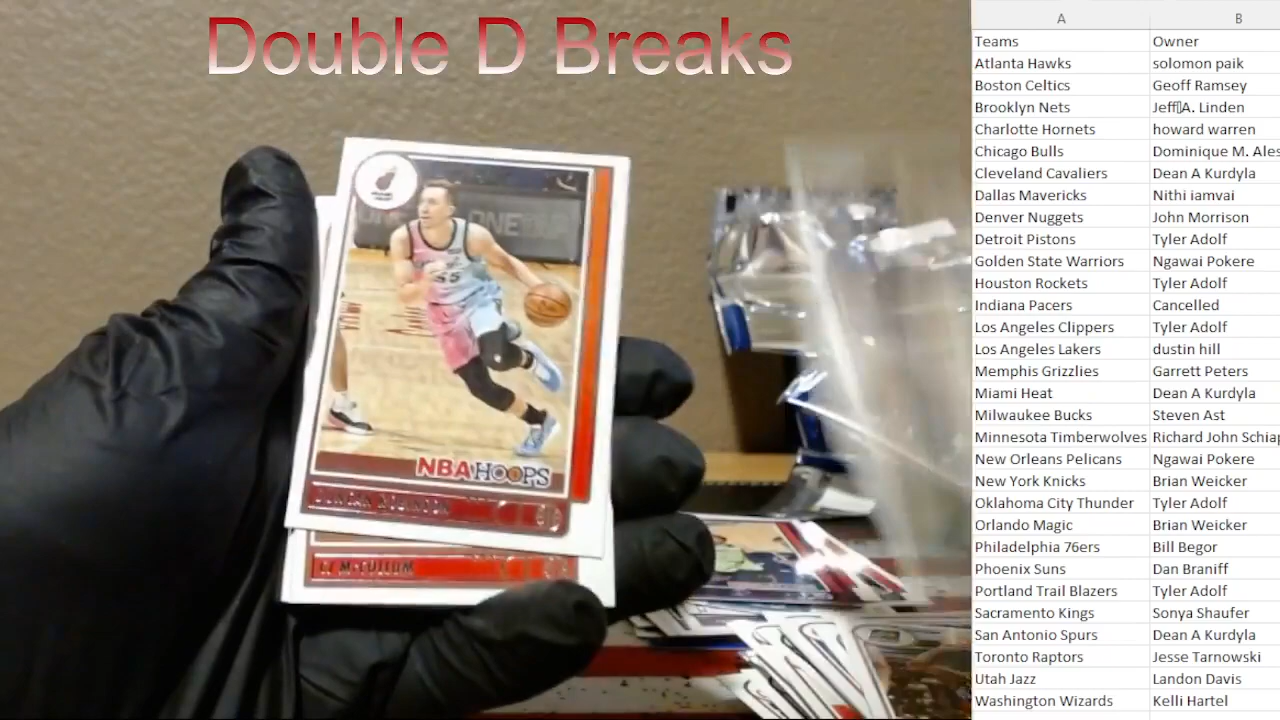 Double D Breaks
55
NBA HOOPS
DUNCAN ROBINSON
CJ McCOLLUM
A B
Teams Owner
Atlanta Hawks solomon paik
Boston Celtics Geoff Ramsey
Brooklyn Nets Jeff▯A. Linden
Charlotte Hornets howard warren
Chicago Bulls Dominique M. Ales
Cleveland Cavaliers Dean A Kurdyla
Dallas Mavericks Nithi iamvai
Denver Nuggets John Morrison
Detroit Pistons Tyler Adolf
Golden State Warriors Ngawai Pokere
Houston Rockets Tyler Adolf
Indiana Pacers Cancelled
Los Angeles Clippers Tyler Adolf
Los Angeles Lakers dustin hill
Memphis Grizzlies Garrett Peters
Miami Heat Dean A Kurdyla
Milwaukee Bucks Steven Ast
Minnesota Timberwolves Richard John Schiap
New Orleans Pelicans Ngawai Pokere
New York Knicks Brian Weicker
Oklahoma City Thunder Tyler Adolf
Orlando Magic Brian Weicker
Philadelphia 76ers Bill Begor
Phoenix Suns Dan Braniff
Portland Trail Blazers Tyler Adolf
Sacramento Kings Sonya Shaufer
San Antonio Spurs Dean A Kurdyla
Toronto Raptors Jesse Tarnowski
Utah Jazz Landon Davis
Washington Wizards Kelli Hartel